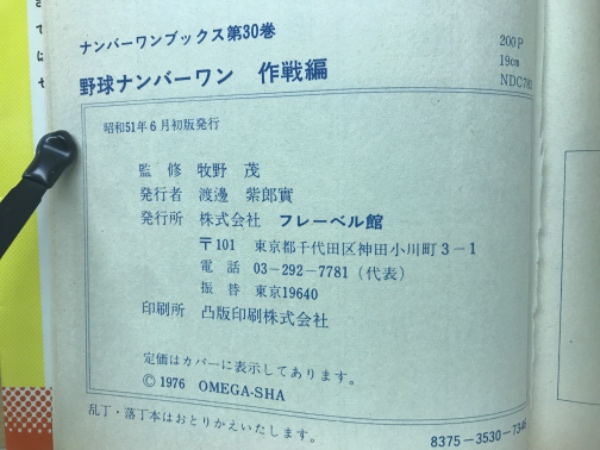 ナンバーワンブックス第30巻
野球ナンバーワン 作戦編
200P
19cm
昭和51年6月初版発行
監 修 牧野 茂
発行者 渡邊 紫郎實
発行所 株式会社 フレーベル館
〒101 東京都千代田区神田小川町3−1
電 話 03−292−7781（代表）
振 替 東京19640
印刷所 凸版印刷株式会社
定価はカバーに表示してあります。
© 1976 OMEGA-SHA
乱丁・落丁本はおとりかえいたします。